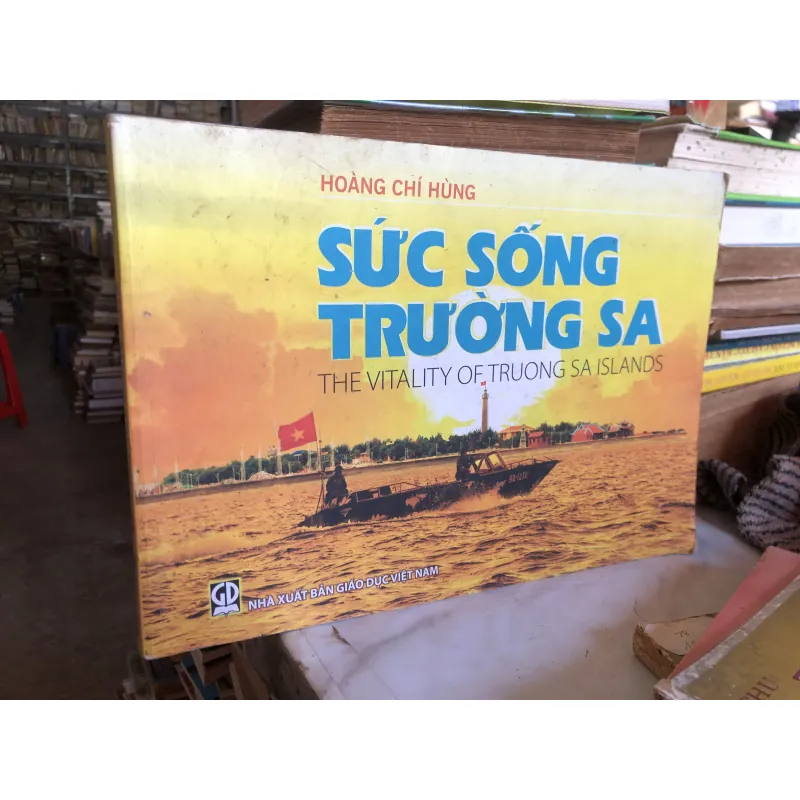 HOÀNG CHÍ HÙNG
SỨC SỐNG
TRƯỜNG SA
THE VITALITY OF TRUONG SA ISLANDS
GD
NHÀ XUẤT BẢN GIÁO DỤC VIỆT NAM